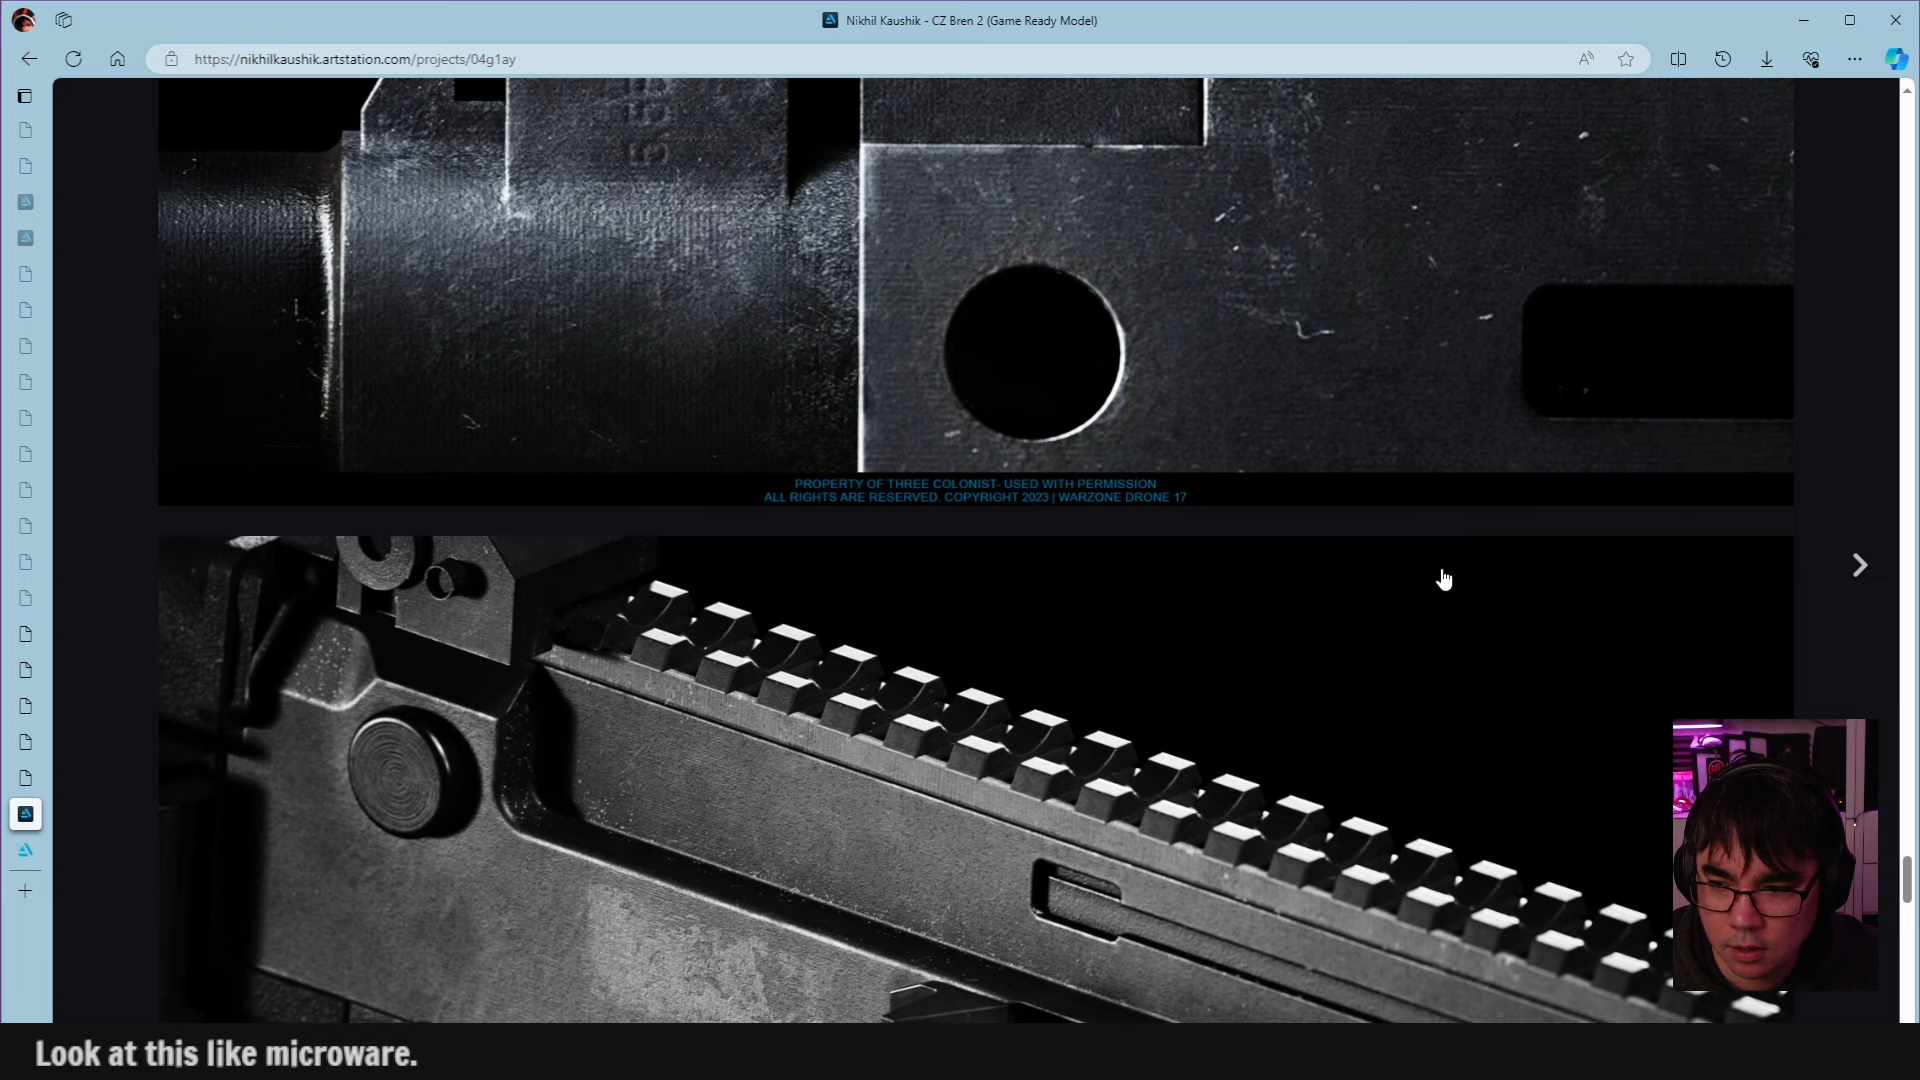 Nikhil Kaushik - CZ Bren 2 (Game Ready Model)
https://nikhilkaushik.artstation.com/projects/04g1ay
PROPERTY OF THREE COLONIST- USED WITH PERMISSION
ALL RIGHTS ARE RESERVED. COPYRIGHT 2023 | WARZONE DRONE 17
Look at this like microware.